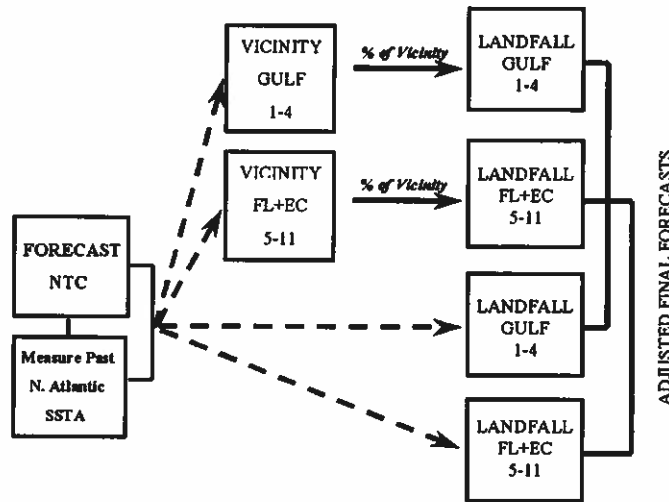 FORECAST
NTC
Measure Past
N. Atlantic
SSTA
VICINITY
GULF
1-4
% of Vicinity
LANDFALL
GULF
1-4
VICINITY
FL+EC
5-11
% of Vicinity
LANDFALL
FL+EC
5-11
LANDFALL
GULF
1-4
LANDFALL
FL+EC
5-11
ADJUSTED FINAL FORECASTS